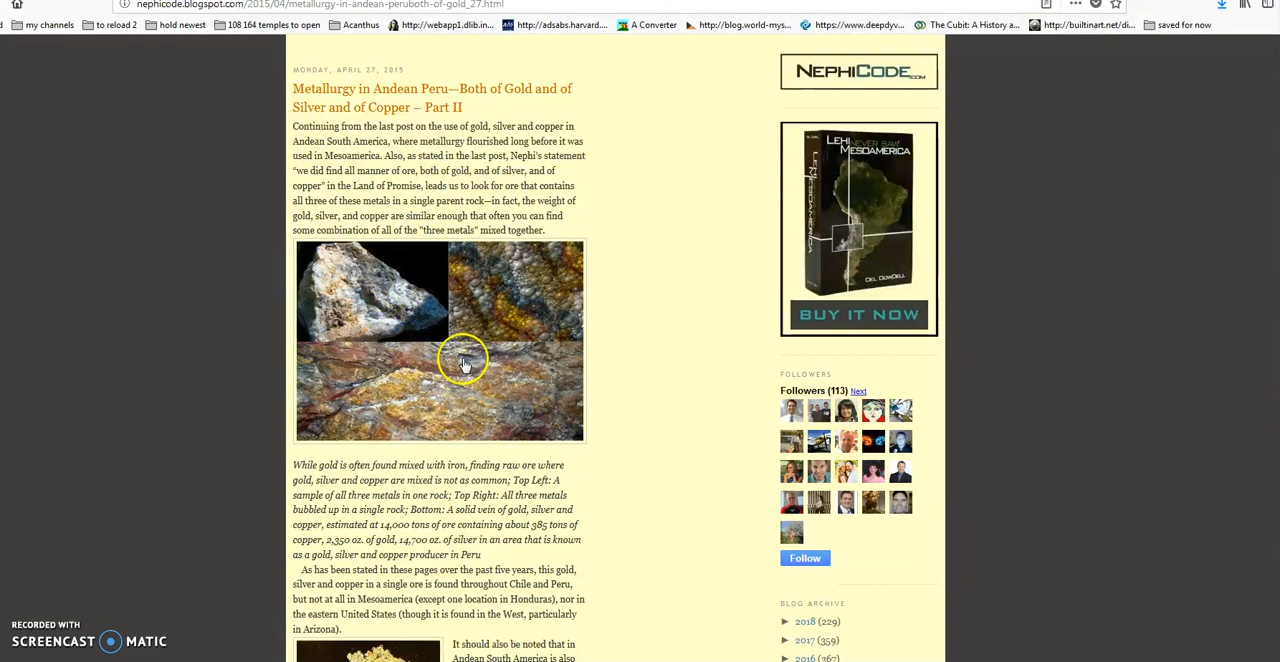 nephicode.blogspot.com/2015/04/metallurgy-in-andean-peruboth-of-gold_27.html
my channels
to reload 2
hold newest
108 164 temples to open
Acanthus
http://webapp1.dlib.in...
http://adsabs.harvard....
A Converter
http://blog.world-mys...
https://www.deepdyv...
The Cubit: A History a...
http://builtinart.net/di...
saved for now
MONDAY, APRIL 27, 2015
Metallurgy in Andean Peru—Both of Gold and of
Silver and of Copper – Part II
Continuing from the last post on the use of gold, silver and copper in
Andean South America, where metallurgy flourished long before it was
used in Mesoamerica. Also, as stated in the last post, Nephi's statement
“we did find all manner of ore, both of gold, and of silver, and of
copper” in the Land of Promise, leads us to look for ore that contains
all three of these metals in a single parent rock—in fact, the weight of
gold, silver, and copper are similar enough that often you can find
some combination of all of the "three metals" mixed together.
While gold is often found mixed with iron, finding raw ore where
gold, silver and copper are mixed is not as common; Top Left: A
sample of all three metals in one rock; Top Right: All three metals
bubbled up in a single rock; Bottom: A solid vein of gold, silver and
copper, estimated at 14,000 tons of ore containing about 385 tons of
copper, 2,350 oz. of gold, 14,700 oz. of silver in an area that is known
as a gold, silver and copper producer in Peru
As has been stated in these pages over the past five years, this gold,
silver and copper in a single ore is found throughout Chile and Peru,
but not at all in Mesoamerica (except one location in Honduras), nor in
the eastern United States (though it is found in the West, particularly
in Arizona).
It should also be noted that in
Andean South America is also
NEPHICODE.COM
LEHI NEVER SAW
MESOAMERICA
LEHI NEVER SAW MESOAMERICA
DEL DOWDELL
BUY IT NOW
FOLLOWERS
Followers (113) Next
Follow
BLOG ARCHIVE
► 2018 (229)
► 2017 (359)
► 2016 (367)
RECORDED WITH
SCREENCAST MATIC